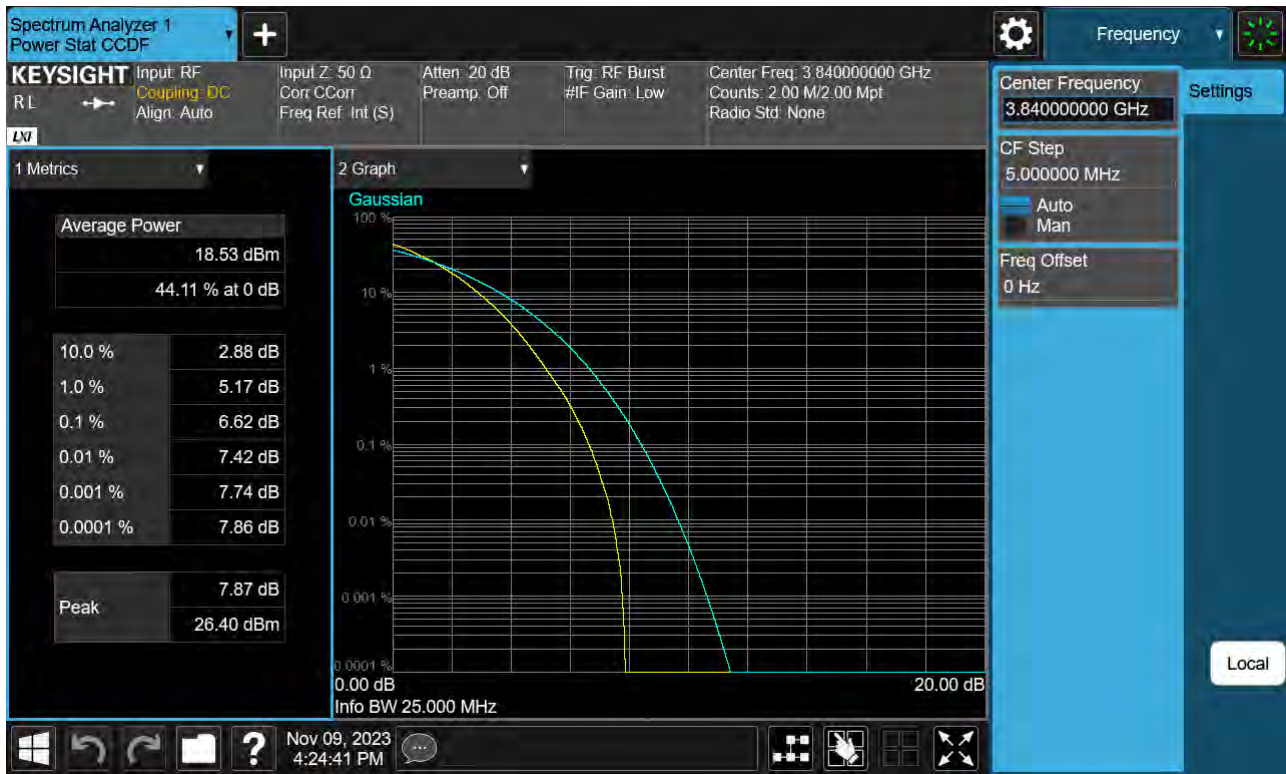 Spectrum Analyzer 1
Power Stat CCDF
Frequency
KEYSIGHT
RL
LXI
Input: RF
Coupling: DC
Align: Auto
Input Z: 50 Ω
Corr CCorr
Freq Ref: Int (S)
Atten: 20 dB
Preamp: Off
Trig: RF Burst
#IF Gain: Low
Center Freq: 3.840000000 GHz
Counts: 2.00 M/2.00 Mpt
Radio Std: None
Center Frequency
3.840000000 GHz
Settings
CF Step
5.000000 MHz
Auto
Man
Freq Offset
0 Hz
1 Metrics
Average Power
18.53 dBm
44.11 % at 0 dB
10.0 % 2.88 dB
1.0 % 5.17 dB
0.1 % 6.62 dB
0.01 % 7.42 dB
0.001 % 7.74 dB
0.0001 % 7.86 dB
Peak
7.87 dB
26.40 dBm
2 Graph
Gaussian
100 %
10 %
1 %
0.1 %
0.01 %
0.001 %
0.0001 %
0.00 dB 20.00 dB
Info BW 25.000 MHz
Local
?
Nov 09, 2023
4:24:41 PM